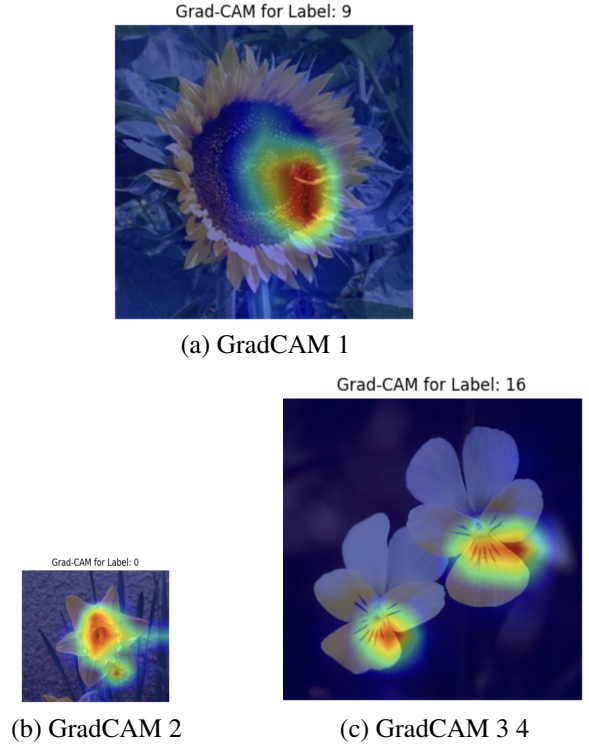 Grad-CAM for Label: 9
(a) GradCAM 1
Grad-CAM for Label: 0
(b) GradCAM 2
Grad-CAM for Label: 16
(c) GradCAM 3 4